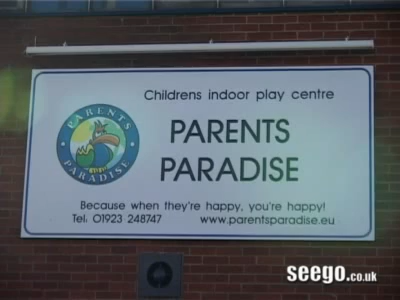 Childrens indoor play centre
PARENTS
PARADISE
PARENTS
PARADISE
Because when they're happy, you're happy!
Tel. 01923 248747 www.parentsparadise.eu
seego.co.uk